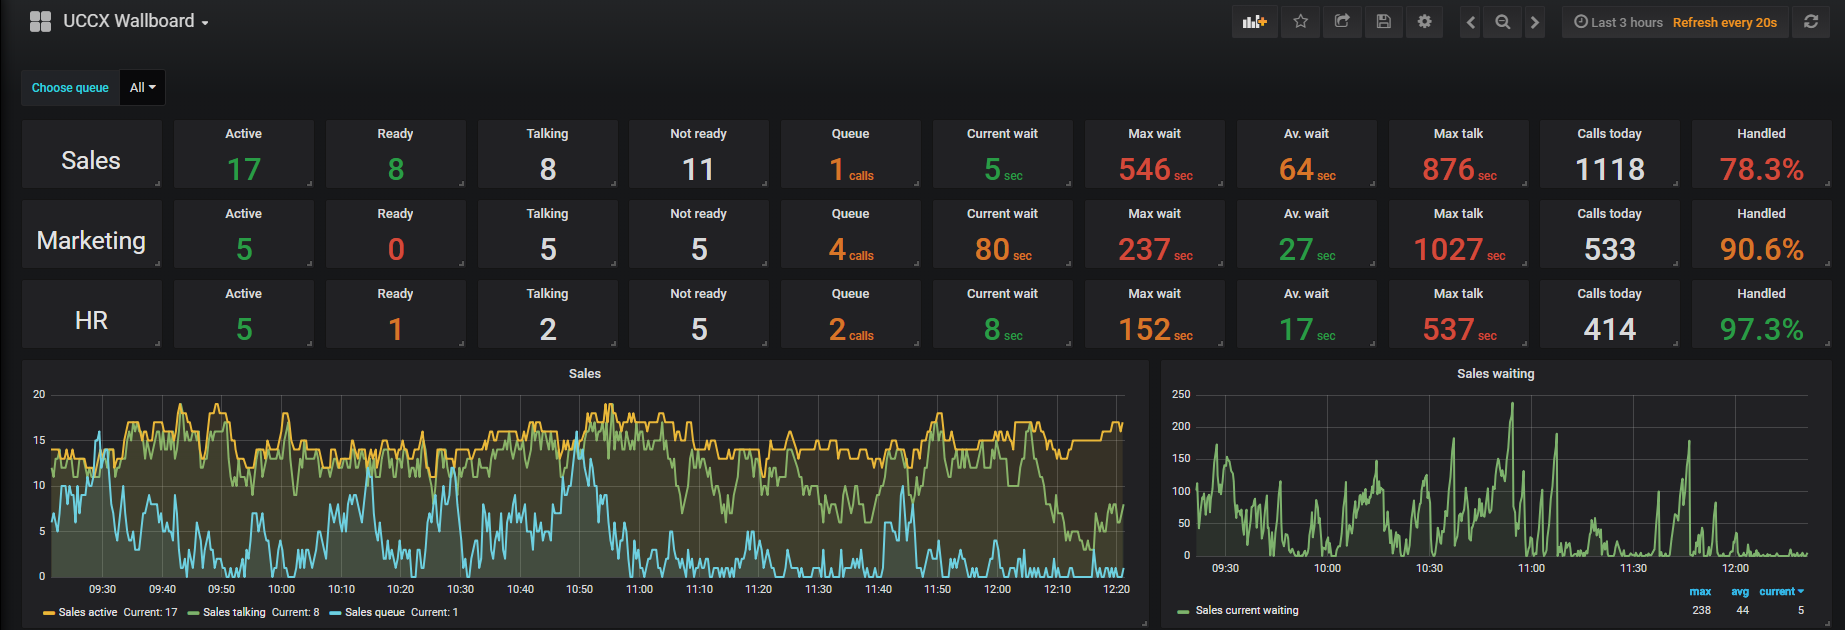 UCCX Wallboard
Last 3 hours Refresh every 20s
Choose queue All
Sales
Active Ready Talking Not ready Queue Current wait Max wait Av. wait Max talk Calls today Handled
17 8 8 11 1 calls 5 sec 546 sec 64 sec 876 sec 1118 78.3%
Marketing
Active Ready Talking Not ready Queue Current wait Max wait Av. wait Max talk Calls today Handled
5 0 5 5 4 calls 80 sec 237 sec 27 sec 1027 sec 533 90.6%
HR
Active Ready Talking Not ready Queue Current wait Max wait Av. wait Max talk Calls today Handled
5 1 2 5 2 calls 8 sec 152 sec 17 sec 537 sec 414 97.3%
Sales
20
15
10
5
0
09:30 09:40 09:50 10:00 10:10 10:20 10:30 10:40 10:50 11:00 11:10 11:20 11:30 11:40 11:50 12:00 12:10 12:20
Sales active Current: 17 Sales talking Current: 8 Sales queue Current: 1
Sales waiting
250
200
150
100
50
0
09:30 10:00 10:30 11:00 11:30 12:00
max avg current
Sales current waiting 238 44 5